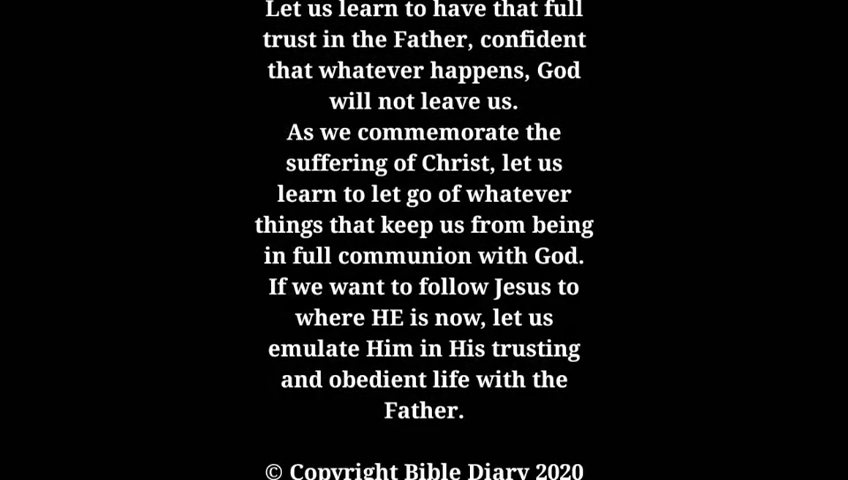 Let us learn to have that full
trust in the Father, confident
that whatever happens, God
will not leave us.
As we commemorate the
suffering of Christ, let us
learn to let go of whatever
things that keep us from being
in full communion with God.
If we want to follow Jesus to
where HE is now, let us
emulate Him in His trusting
and obedient life with the
Father.
© Copyright Bible Diary 2020